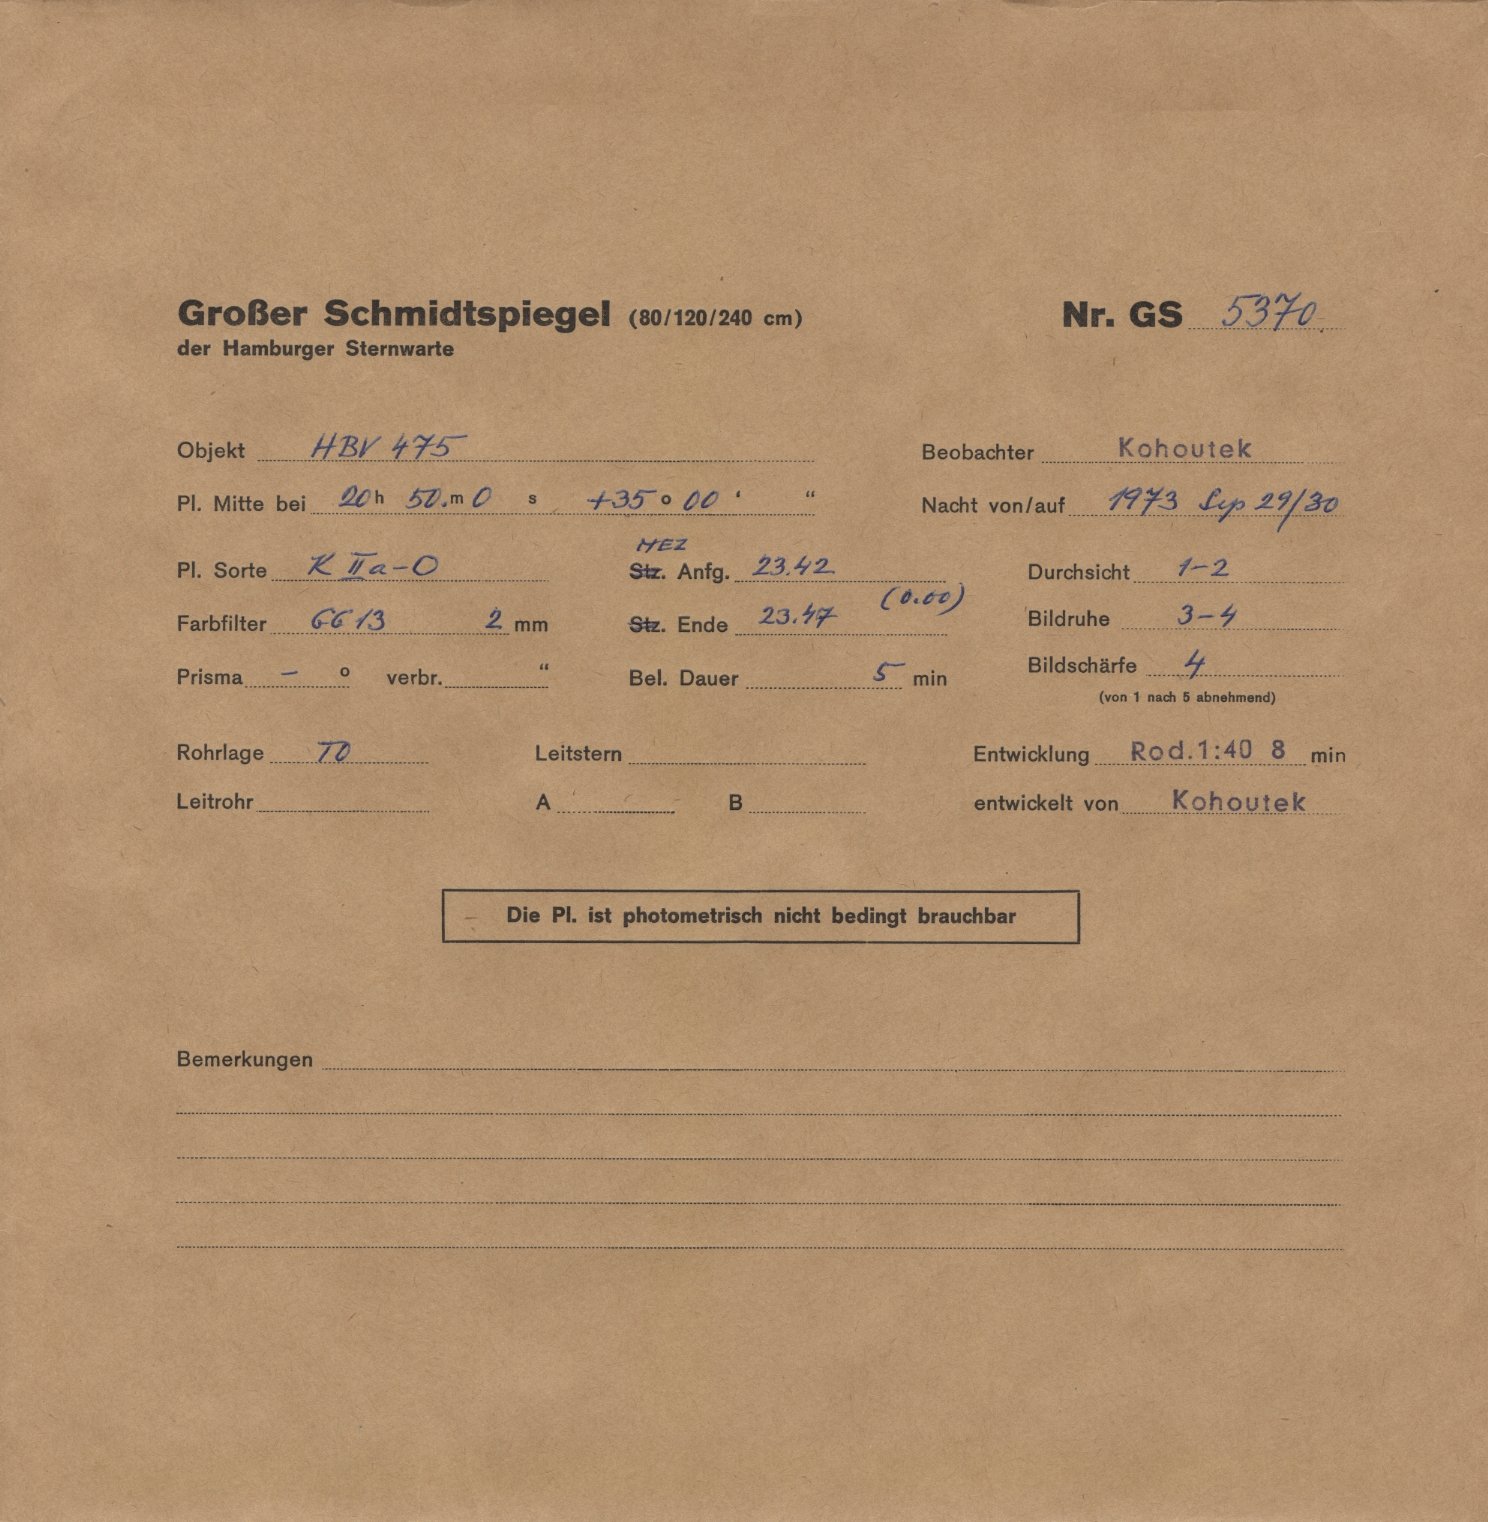 Großer Schmidtspiegel (80/120/240 cm) Nr. GS 5370
der Hamburger Sternwarte
Objekt HBV 475 Beobachter Kohoutek
Pl. Mitte bei 20h 50.m 0 s +35° 00 ‘ “ Nacht von/auf 1973 Sep 29/30
MEZ
Pl. Sorte K IIa-O Stz. Anfg. 23.42 Durchsicht 1-2
(0.00)
Farbfilter GG13 2 mm Stz. Ende 23.47 Bildruhe 3-4
Prisma - ° verbr. “ Bel. Dauer 5 min Bildschärfe 4
(von 1 nach 5 abnehmend)
Rohrlage TO Leitstern Entwicklung Rod.1:40 8 min
Leitrohr A B entwickelt von Kohoutek
Die Pl. ist photometrisch nicht bedingt brauchbar
Bemerkungen